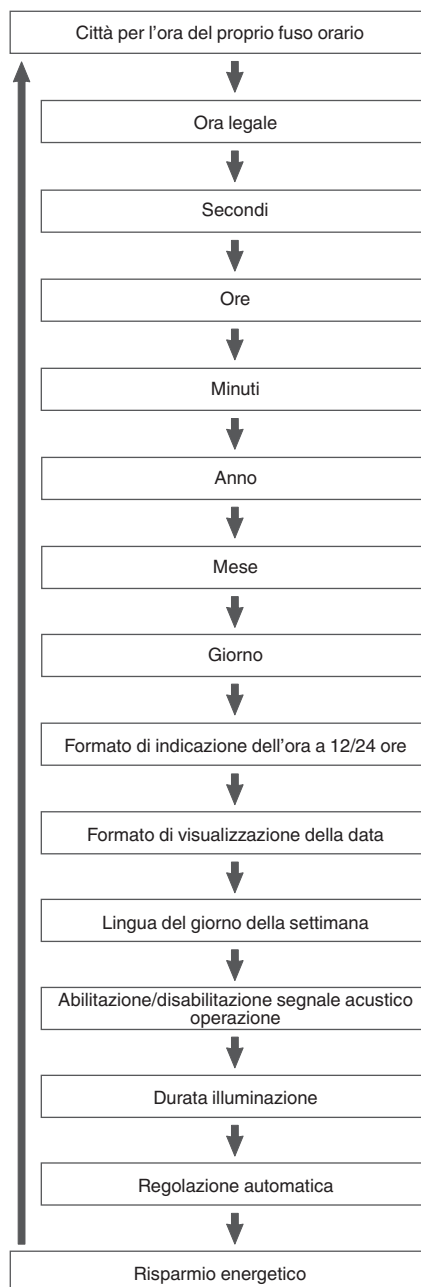 Città per l'ora del proprio fuso orario
Ora legale
Secondi
Ore
Minuti
Anno
Mese
Giorno
Formato di indicazione dell'ora a 12/24 ore
Formato di visualizzazione della data
Lingua del giorno della settimana
Abilitazione/disabilitazione segnale acustico
operazione
Durata illuminazione
Regolazione automatica
Risparmio energetico